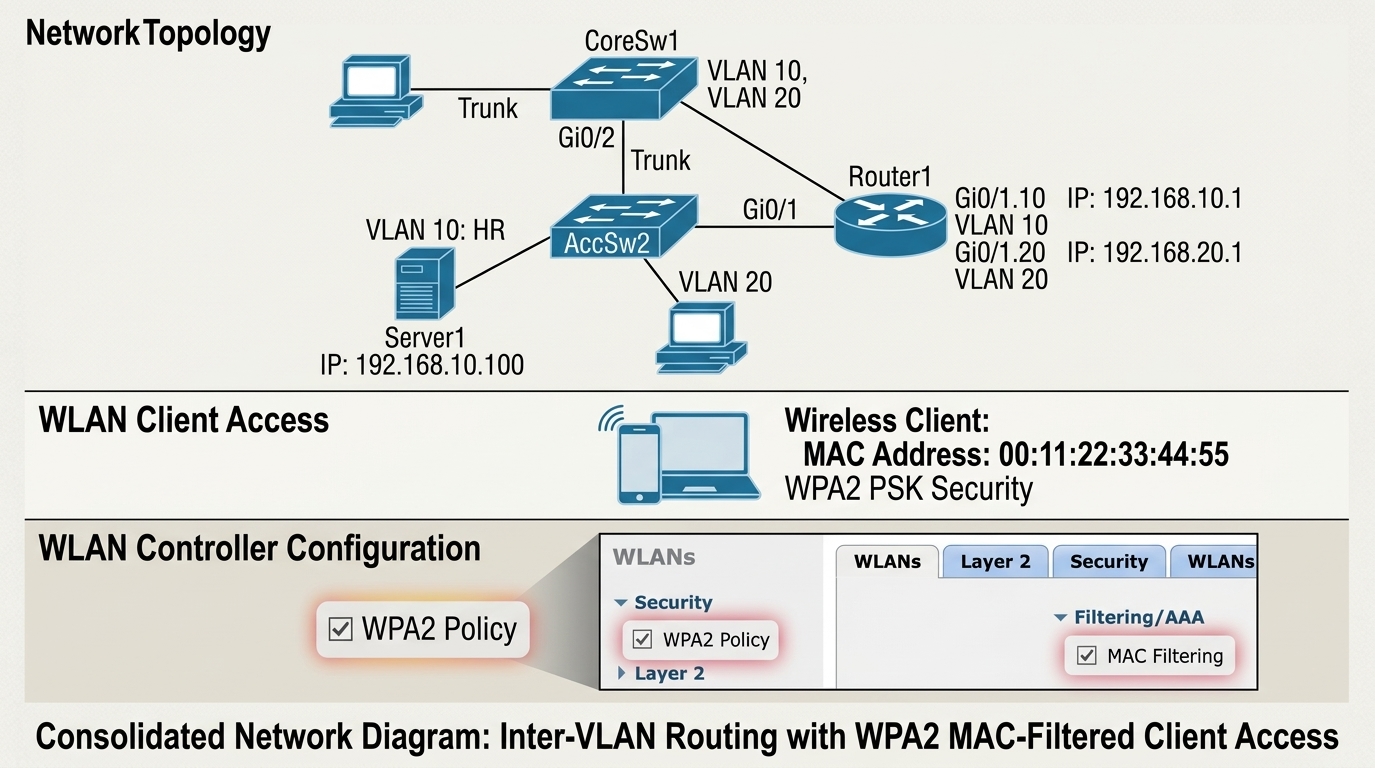 Network Topology
CoreSw1
VLAN 10,
VLAN 20
Trunk
Gi0/2
Trunk
Router1
Gi0/1
Gi0/1.10 IP: 192.168.10.1
VLAN 10
Gi0/1.20 IP: 192.168.20.1
VLAN 20
VLAN 10: HR
AccSw2
VLAN 20
Server1
IP: 192.168.10.100
WLAN Client Access
Wireless Client:
MAC Address: 00:11:22:33:44:55
WPA2 PSK Security
WLAN Controller Configuration
WPA2 Policy
WLANs
Security
WPA2 Policy
Layer 2
WLANs Layer 2 Security WLANs
Filtering/AAA
MAC Filtering
Consolidated Network Diagram: Inter-VLAN Routing with WPA2 MAC-Filtered Client Access